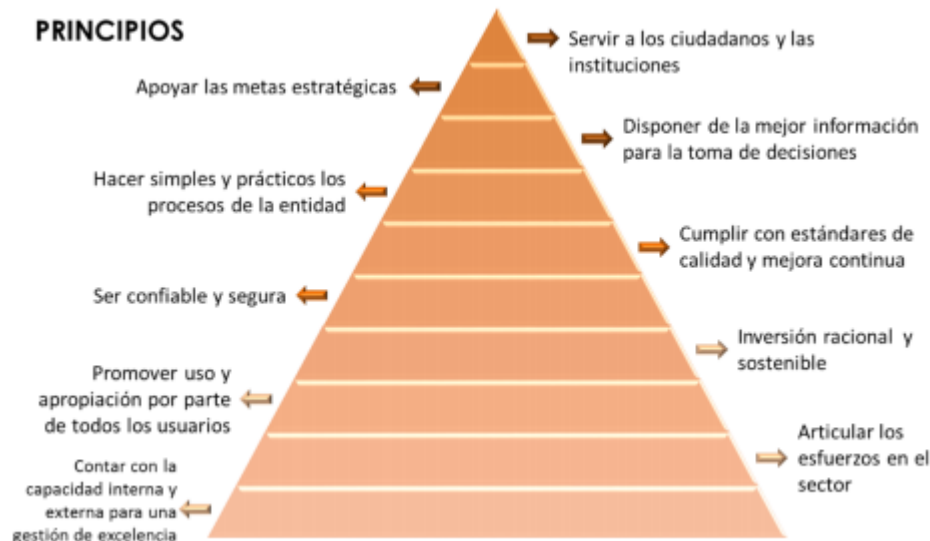 PRINCIPIOS
Servir a los ciudadanos y las
instituciones
Apoyar las metas estratégicas
Disponer de la mejor información
para la toma de decisiones
Hacer simples y prácticos los
procesos de la entidad
Cumplir con estándares de
calidad y mejora continua
Ser confiable y segura
Inversión racional y
sostenible
Promover uso y
apropiación por parte
de todos los usuarios
Articular los
esfuerzos en el
sector
Contar con la
capacidad interna y
externa para una
gestión de excelencia